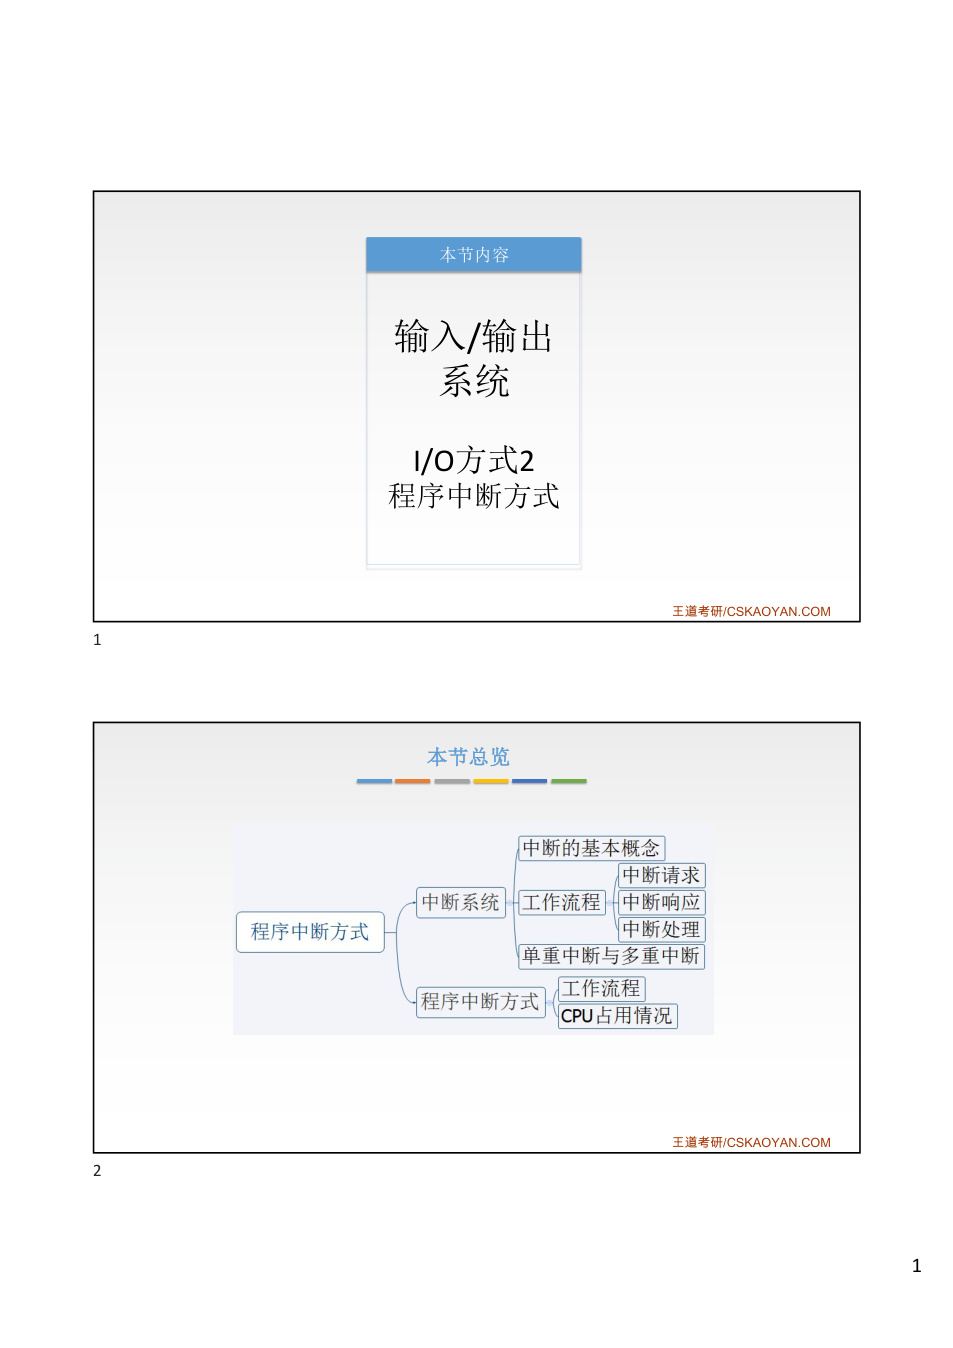 本节内容
输入/输出
系统
I/O方式2
程序中断方式
王道考研/CSKAOYAN.COM
1
本节总览
程序中断方式
中断系统
中断的基本概念
工作流程
中断请求
中断响应
中断处理
单重中断与多重中断
程序中断方式
工作流程
CPU占用情况
王道考研/CSKAOYAN.COM
2
1